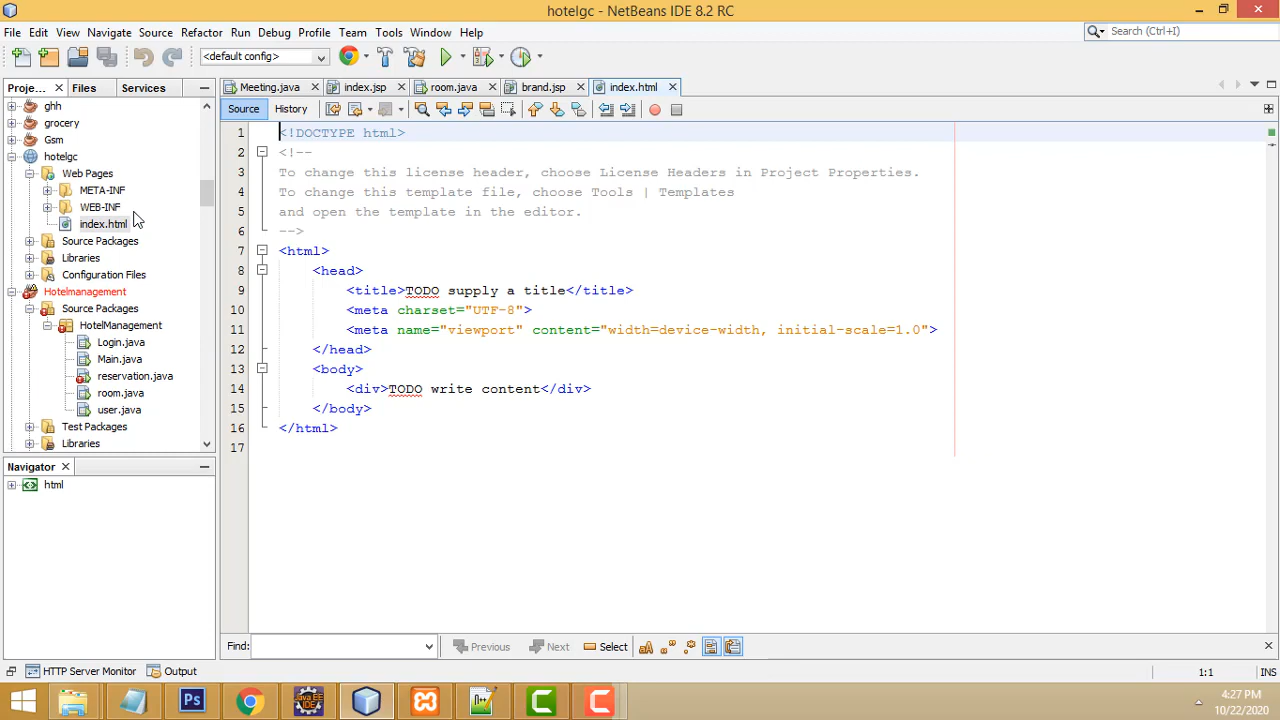 hotelgc - NetBeans IDE 8.2 RC
File Edit View Navigate Source Refactor Run Debug Profile Team Tools Window Help
Search (Ctrl+I)
<default config>
Proje... Files Services
Meeting.java index.jsp room.java brand.jsp index.html
Source History
ghh
grocery
Gsm
hotelgc
Web Pages
META-INF
WEB-INF
index.html
Source Packages
Libraries
Configuration Files
Hotelmanagement
Source Packages
HotelManagement
Login.java
Main.java
reservation.java
room.java
user.java
Test Packages
Libraries
Navigator
html
1 <!DOCTYPE html>
2 <!--
3 To change this license header, choose License Headers in Project Properties.
4 To change this template file, choose Tools | Templates
5 and open the template in the editor.
6 -->
7 <html>
8 <head>
9 <title>TODO supply a title</title>
10 <meta charset="UTF-8">
11 <meta name="viewport" content="width=device-width, initial-scale=1.0">
12 </head>
13 <body>
14 <div>TODO write content</div>
15 </body>
16 </html>
17
Find: Previous Next Select
HTTP Server Monitor Output
1:1 INS
Ps
Java EE
IDE
4:27 PM
10/22/2020